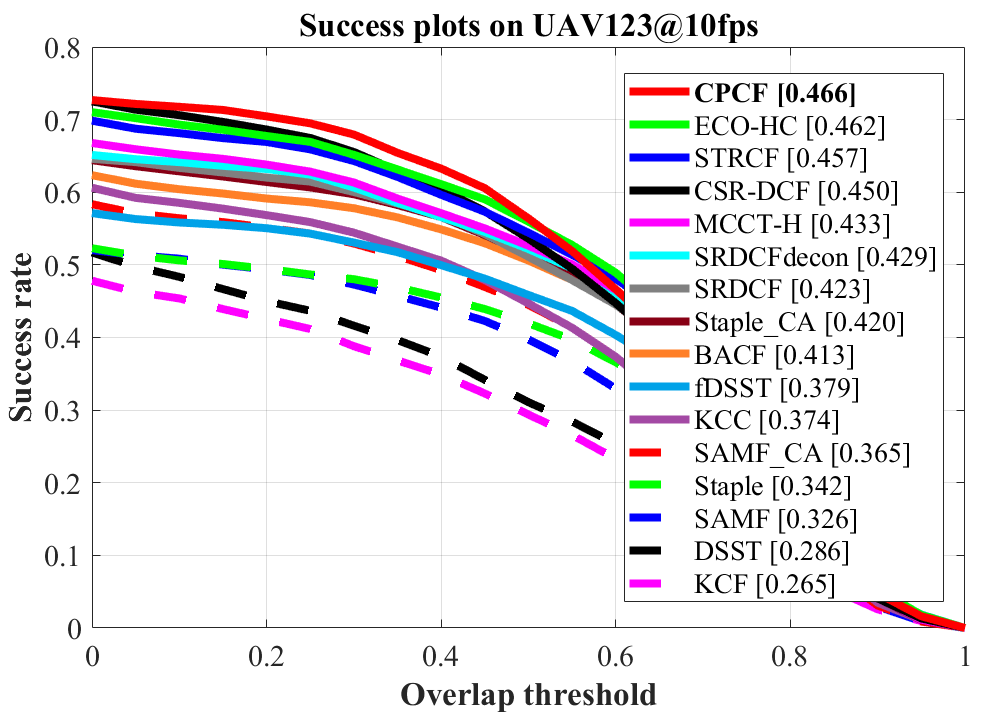 Success plots on UAV123@10fps
Success rate
0.8
0.7
0.6
0.5
0.4
0.3
0.2
0.1
0
CPCF [0.466]
ECO-HC [0.462]
STRCF [0.457]
CSR-DCF [0.450]
MCCT-H [0.433]
SRDCFdecon [0.429]
SRDCF [0.423]
Staple_CA [0.420]
BACF [0.413]
fDSST [0.379]
KCC [0.374]
SAMF_CA [0.365]
Staple [0.342]
SAMF [0.326]
DSST [0.286]
KCF [0.265]
0 0.2 0.4 0.6 0.8 1
Overlap threshold